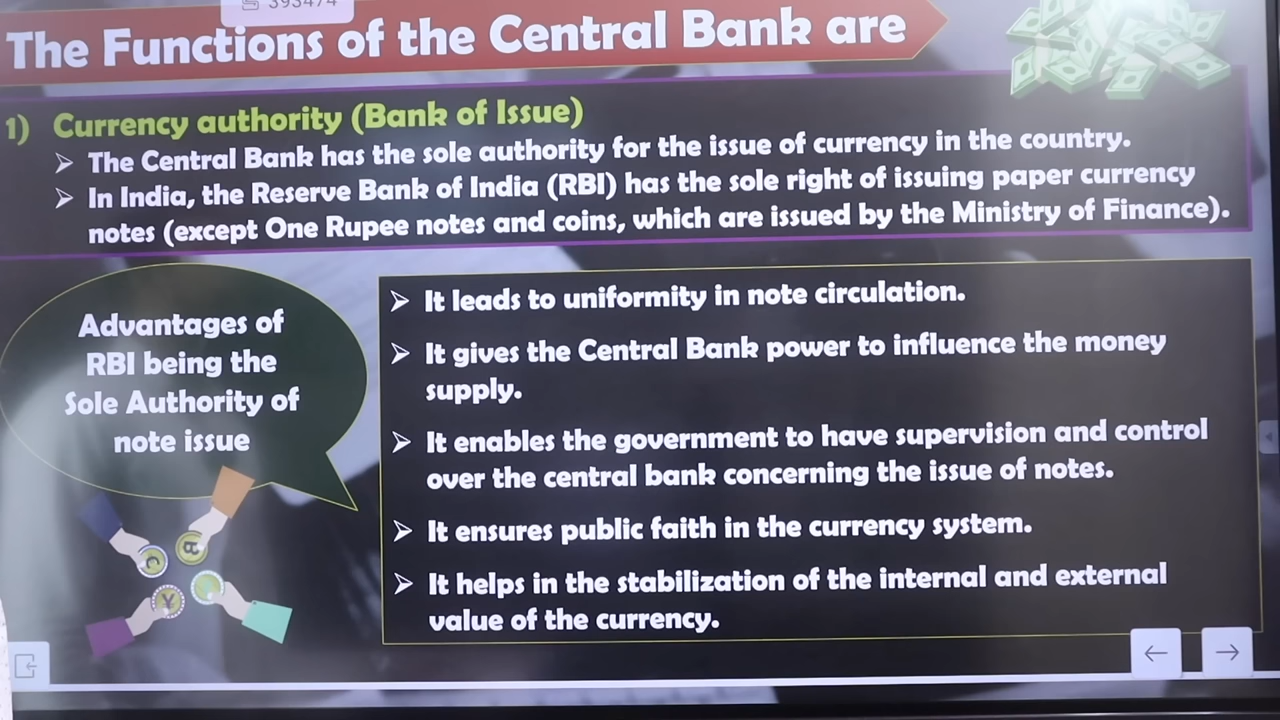 393474
The Functions of the Central Bank are
1) Currency authority (Bank of Issue)
➤ The Central Bank has the sole authority for the issue of currency in the country.
➤ In India, the Reserve Bank of India (RBI) has the sole right of issuing paper currency
notes (except One Rupee notes and coins, which are issued by the Ministry of Finance).
Advantages of
RBI being the
Sole Authority of
note issue
➤ It leads to uniformity in note circulation.
➤ It gives the Central Bank power to influence the money
supply.
➤ It enables the government to have supervision and control
over the central bank concerning the issue of notes.
➤ It ensures public faith in the currency system.
➤ It helps in the stabilization of the internal and external
value of the currency.